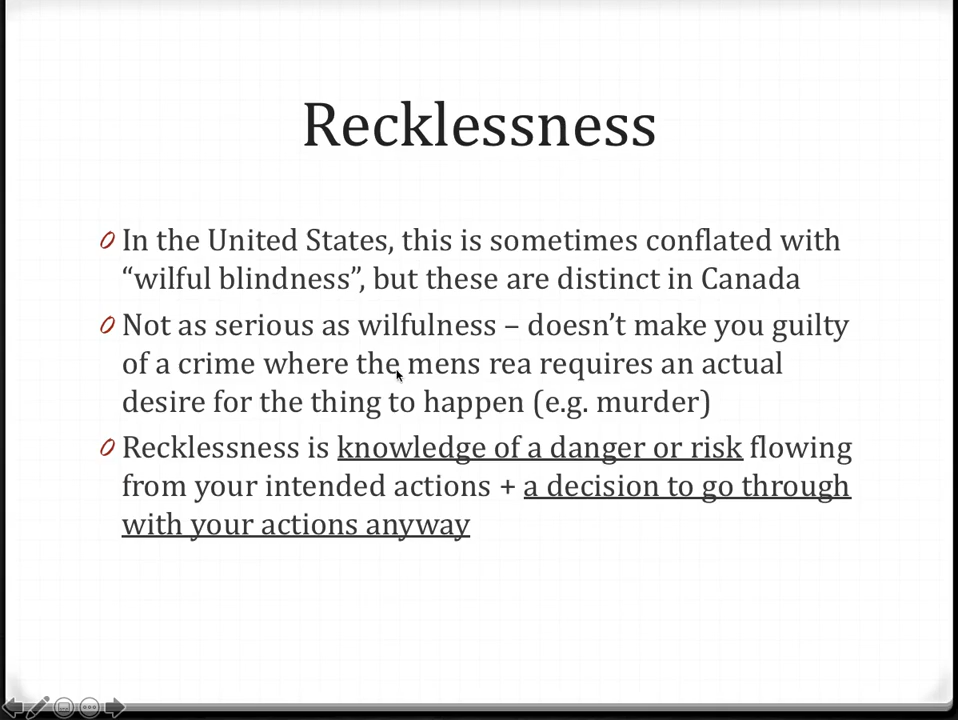 Recklessness
In the United States, this is sometimes conflated with
“wilful blindness”, but these are distinct in Canada
Not as serious as wilfulness – doesn’t make you guilty
of a crime where the mens rea requires an actual
desire for the thing to happen (e.g. murder)
Recklessness is knowledge of a danger or risk flowing
from your intended actions + a decision to go through
with your actions anyway